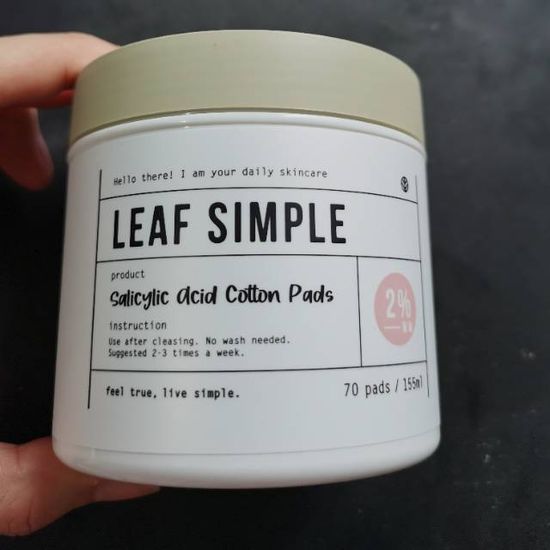 Hello there! I am your daily skincare
LEAF SIMPLE
product
Salicylic Acid Cotton Pads
2%
instruction
Use after cleasing. No wash needed.
Suggested 2-3 times a week.
feel true, live simple.
70 pads / 155ml